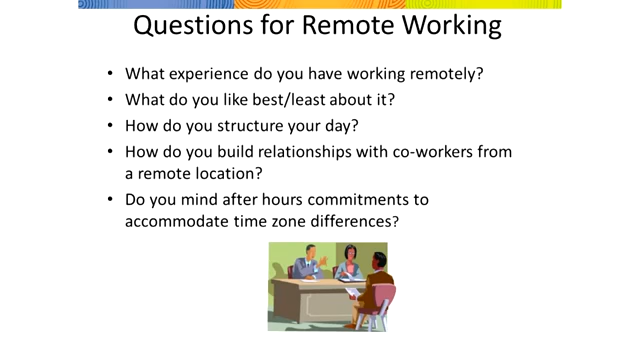 Questions for Remote Working
• What experience do you have working remotely?
• What do you like best/least about it?
• How do you structure your day?
• How do you build relationships with co-workers from
a remote location?
• Do you mind after hours commitments to
accommodate time zone differences?